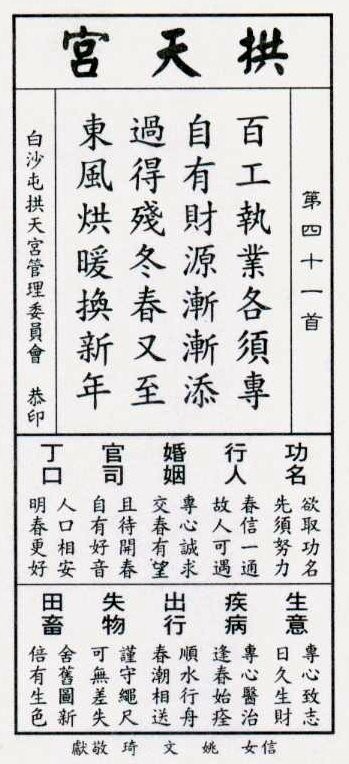 拱天宮
第四十一首
百工執業各須專
自有財源漸漸添
過得殘冬春又至
東風烘暖換新年
白沙屯拱天宮管理委員會　恭印
功名
欲取功名
先須努力
行人
春信一通
故人可遇
婚姻
專心誠求
交春有望
官司
且待開春
自有好音
丁口
人口相安
明春更好
生意
專心致志
日久生財
疾病
專心醫治
逢春始痊
出行
順水行舟
春潮相送
失物
謹守繩尺
可無差失
田畜
舍舊圖新
倍有生色
信女　姚　文　琦　敬獻